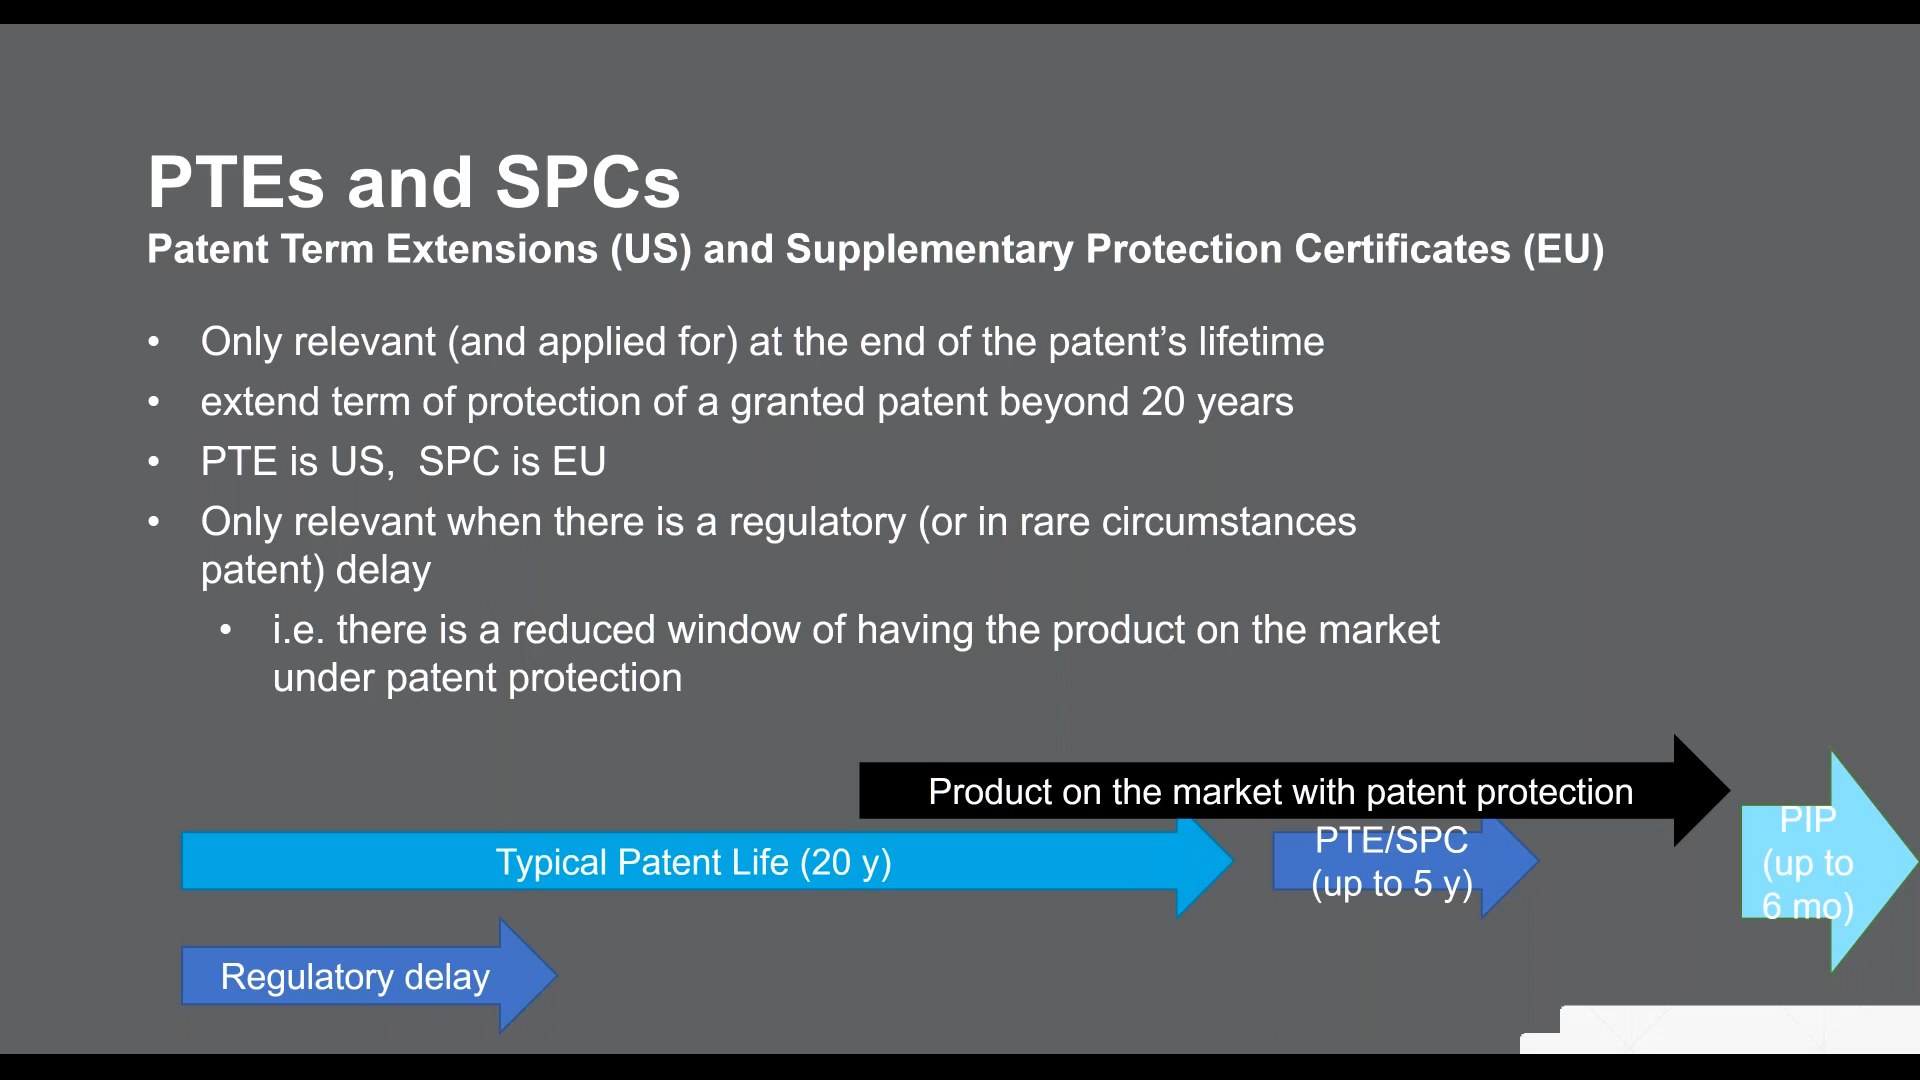 PTEs and SPCs
Patent Term Extensions (US) and Supplementary Protection Certificates (EU)
• Only relevant (and applied for) at the end of the patent’s lifetime
• extend term of protection of a granted patent beyond 20 years
• PTE is US,  SPC is EU
• Only relevant when there is a regulatory (or in rare circumstances
patent) delay
• i.e. there is a reduced window of having the product on the market
under patent protection
Product on the market with patent protection
Typical Patent Life (20 y)
PTE/SPC
(up to 5 y)
PIP
(up to
6 mo)
Regulatory delay